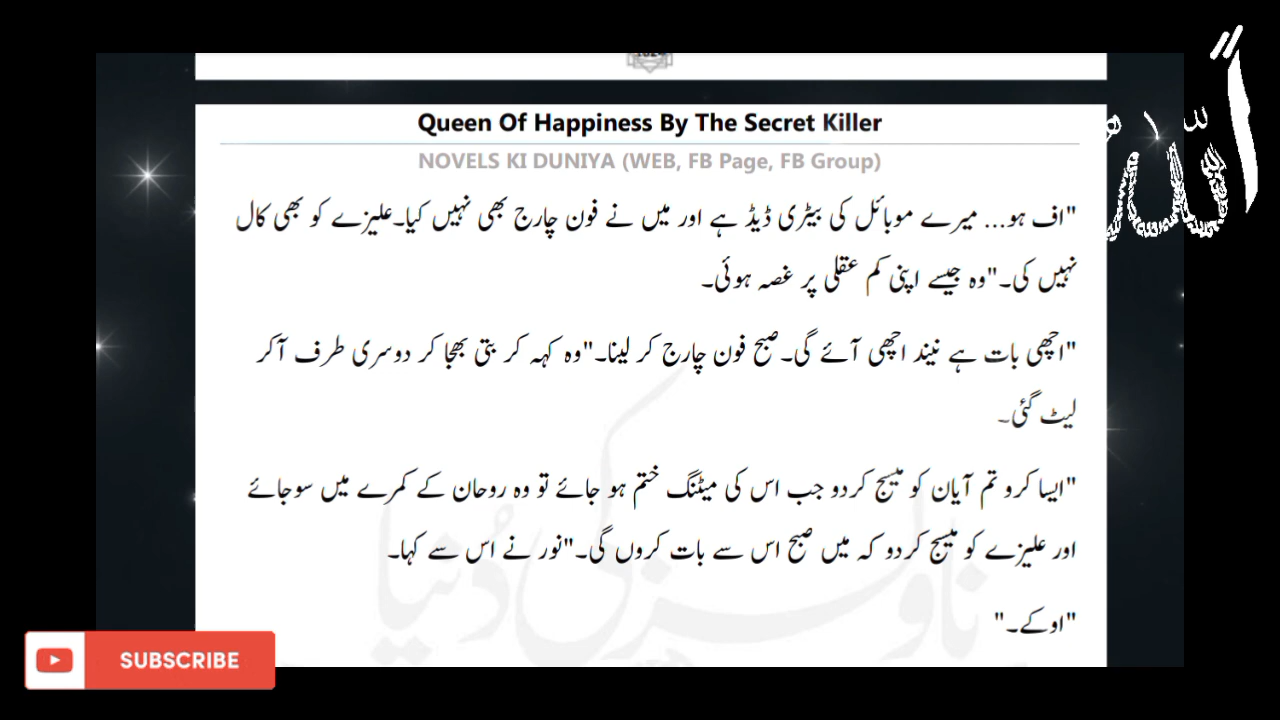 Queen Of Happiness By The Secret Killer
NOVELS KI DUNIYA (WEB, FB Page, FB Group)
"اف ہو... میرے موبائل کی بیٹری ڈیڈ ہے اور میں نے فون چارج بھی نہیں کیا۔علیزے کو بھی کال
نہیں کی۔"وہ جیسے اپنی کم عقلی پر غصہ ہوئی۔
"اچھی بات ہے نیند اچھی آئے گی۔صبح فون چارج کر لینا۔"وہ کہہ کر بتی بھجا کر دوسری طرف آکر
لیٹ گئی۔
"ایسا کرو تم آیان کو میسج کردو جب اس کی میٹنگ ختم ہو جائے تو وہ روحان کے کمرے میں سوجائے
اور علیزے کو میسج کردو کہ میں صبح اس سے بات کروں گی۔"نور نے اس سے کہا۔
"اوکے۔"
ناولز کی دُنیا
SUBSCRIBE
اللّٰہ